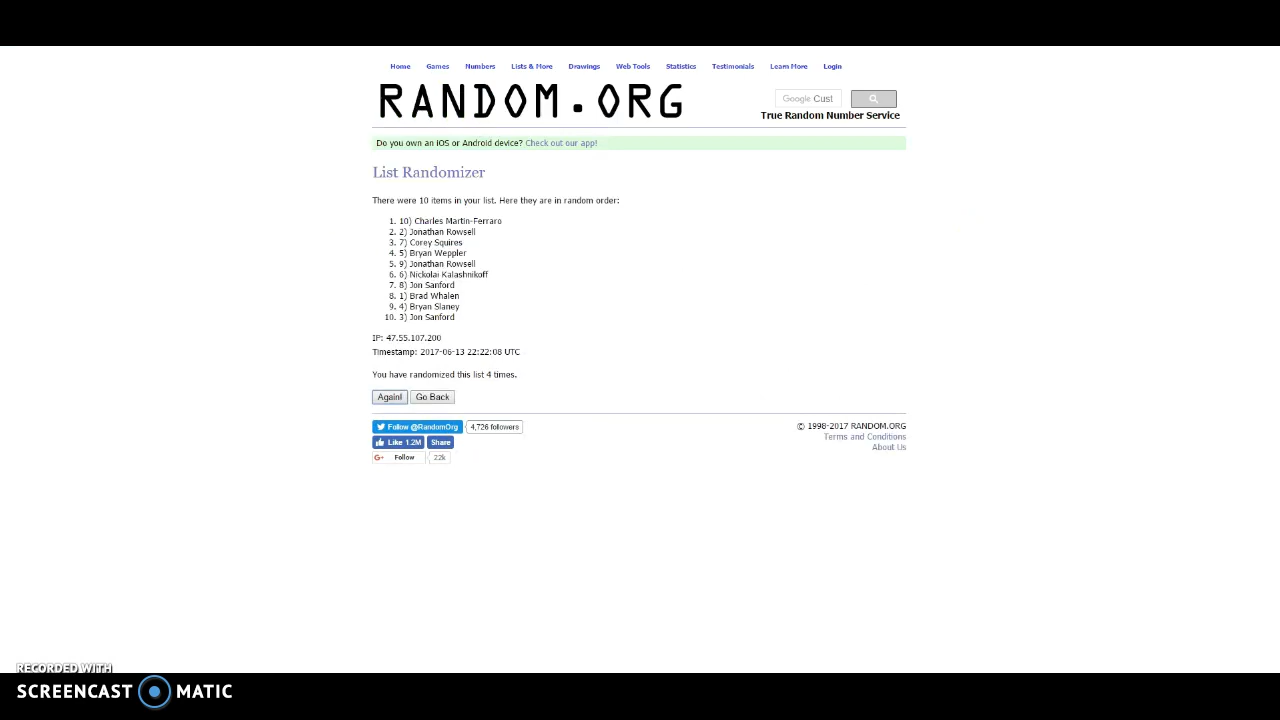 Home Games Numbers Lists & More Drawings Web Tools Statistics Testimonials Learn More Login
RANDOM.ORG
Google Cust
True Random Number Service
Do you own an iOS or Android device? Check out our app!
List Randomizer
There were 10 items in your list. Here they are in random order:
1. 10) Charles Martin-Ferraro
2. 2) Jonathan Rowsell
3. 7) Corey Squires
4. 5) Bryan Weppler
5. 9) Jonathan Rowsell
6. 6) Nickolai Kalashnikoff
7. 8) Jon Sanford
8. 1) Brad Whalen
9. 4) Bryan Slaney
10. 3) Jon Sanford
IP: 47.55.107.200
Timestamp: 2017-06-13 22:22:08 UTC
You have randomized this list 4 times.
Again! Go Back
Follow @RandomOrg 4,726 followers
Like 1.2M Share
G+ Follow 22k
© 1998-2017 RANDOM.ORG
Terms and Conditions
About Us
RECORDED WITH
SCREENCAST MATIC